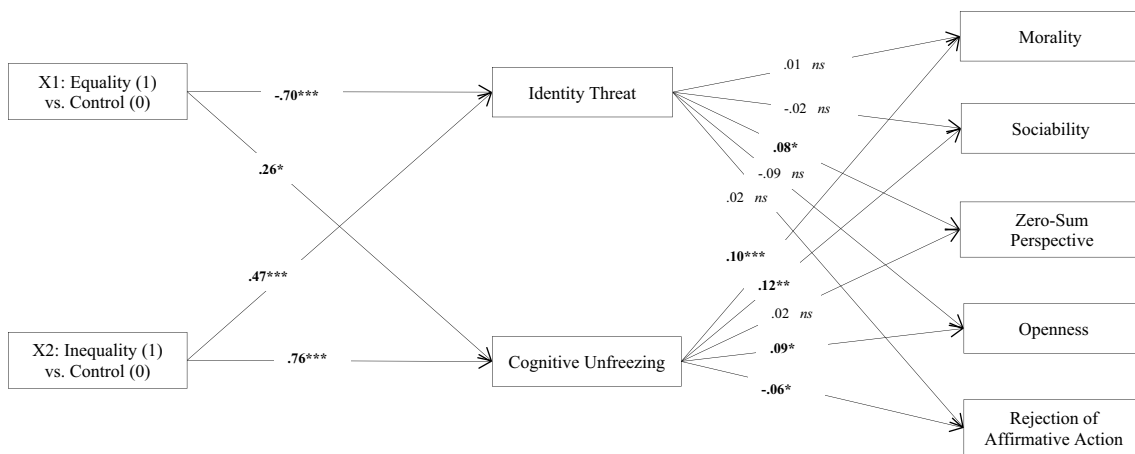 X1: Equality (1)
vs. Control (0)
X2: Inequality (1)
vs. Control (0)
-.70***
.26*
.47***
.76***
Identity Threat
Cognitive Unfreezing
.01 ns
-.02 ns
.08*
-.09 ns
.02 ns
.10***
.12**
.02 ns
.09*
-.06*
Morality
Sociability
Zero-Sum
Perspective
Openness
Rejection of
Affirmative Action